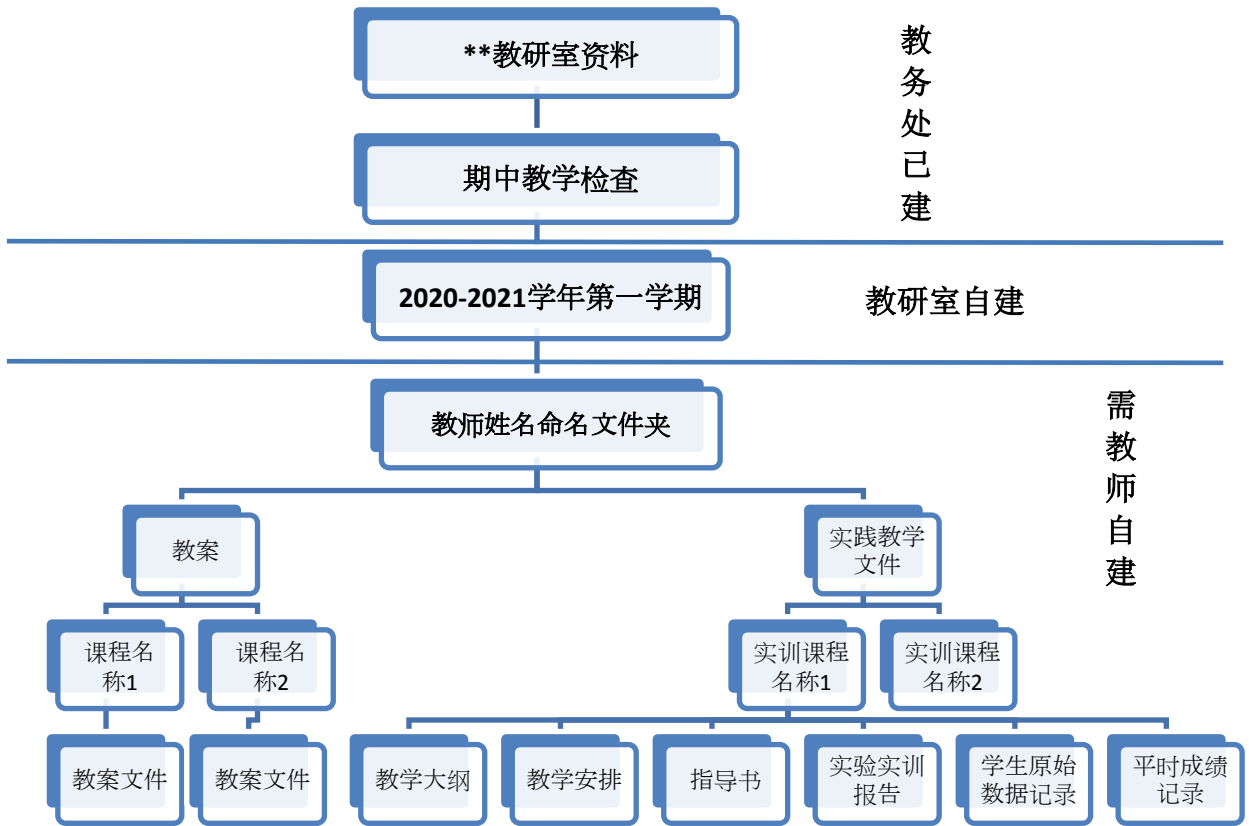 **教研室资料
教务处已建
期中教学检查
2020-2021学年第一学期
教研室自建
教师姓名命名文件夹
需教师自建
教案
实践教学
文件
课程名
称1
课程名
称2
实训课程
名称1
实训课程
名称2
教案文件
教案文件
教学大纲
教学安排
指导书
实验实训
报告
学生原始
数据记录
平时成绩
记录